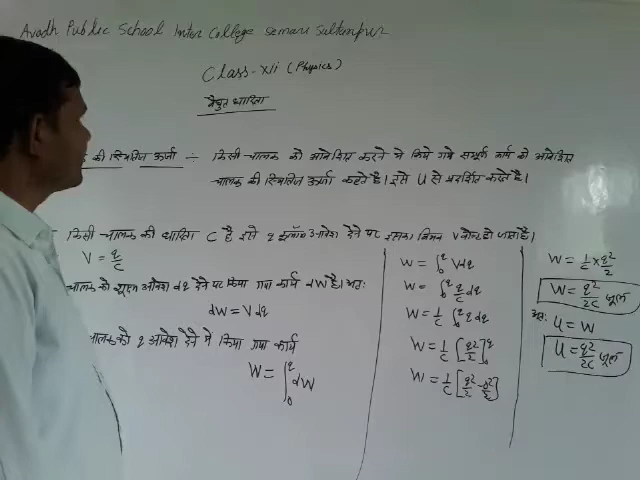 Avadh Public School Inter College semari Sultanpur
Class-xii (Physics)
वैद्युत धारिता
की स्थितिज ऊर्जा ÷ किसी चालक को आवेशित करने में किये गये सम्पूर्ण कार्य को आवेशित
चालक की स्थितिज ऊर्जा कहते है। इसे U से प्रदर्शित करते है।
किसी चालक की धारिता C है इसे q कूलॉम आवेश देने पर इसका विभव V वोल्ट हो जाता है।
V = q/C
चालक को सूक्ष्म आवेश dq देने पर किया गया कार्य dW है। अतः
dW = V dq
चालक को q आवेश देने में किया गया कार्य
W = ∫₀^q dW
W = ∫₀^q V dq
W = ∫₀^q q/C dq
W = 1/C ∫₀^q q dq
W = 1/C [q²/2]₀^q
W = 1/C [q²/2 - 0²/2]
W = 1/C × q²/2
W = q²/2C जूल
अतः U = W
U = q²/2C जूल